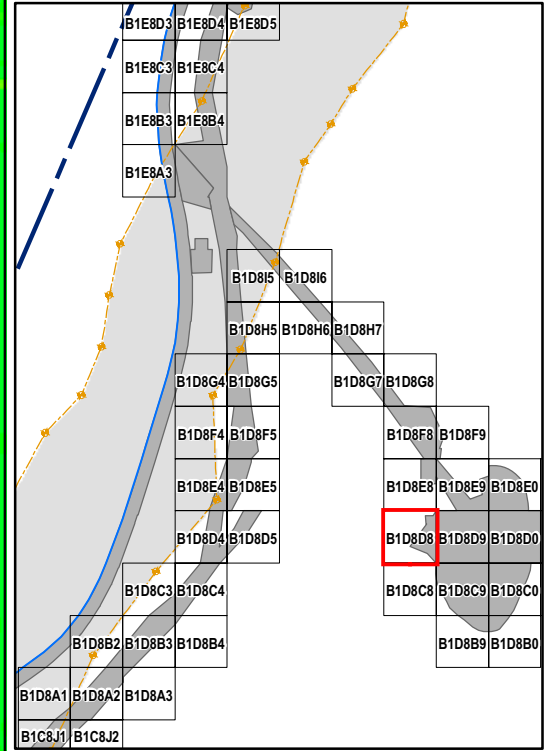 B1E8D3 B1E8D4 B1E8D5
B1E8C3 B1E8C4
B1E8B3 B1E8B4
B1E8A3
B1D8I5 B1D8I6
B1D8H5 B1D8H6 B1D8H7
B1D8G4 B1D8G5 B1D8G7 B1D8G8
B1D8F4 B1D8F5 B1D8F8 B1D8F9
B1D8E4 B1D8E5 B1D8E8 B1D8E9 B1D8E0
B1D8D4 B1D8D5 B1D8D8 B1D8D9 B1D8D0
B1D8C3 B1D8C4 B1D8C8 B1D8C9 B1D8C0
B1D8B2 B1D8B3 B1D8B4 B1D8B9 B1D8B0
B1D8A1 B1D8A2 B1D8A3
B1C8J1 B1C8J2